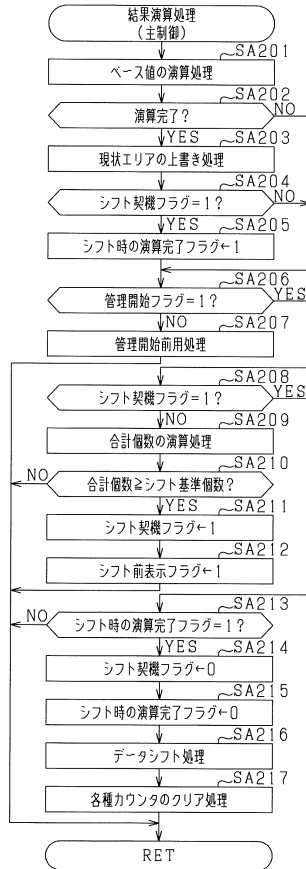 結果演算処理
(主制御)
SA201
ベース値の演算処理
SA202
演算完了?
NO
YES
SA203
現状エリアの上書き処理
SA204
シフト契機フラグ=1?
NO
YES
SA205
シフト時の演算完了フラグ←1
SA206
管理開始フラグ=1?
YES
NO
SA207
管理開始前用処理
SA208
シフト契機フラグ=1?
YES
NO
SA209
合計個数の演算処理
SA210
NO
合計個数≧シフト基準個数?
YES
SA211
シフト契機フラグ←1
SA212
シフト前表示フラグ←1
SA213
NO
シフト時の演算完了フラグ=1?
YES
SA214
シフト契機フラグ←0
SA215
シフト時の演算完了フラグ←0
SA216
データシフト処理
SA217
各種カウンタのクリア処理
RET